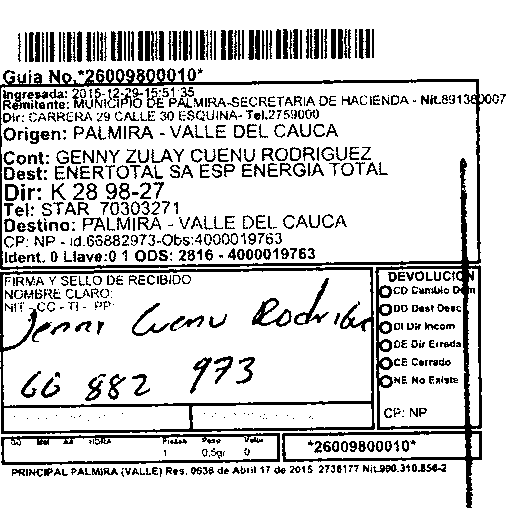 Guia No.*26009800010*
Ingresada: 2015-12-29-15:51:35
Remitente: MUNICIPIO DE PALMIRA-SECRETARIA DE HACIENDA - Nit.891380007
Dir: CARRERA 29 CALLE 30 ESQUINA- Tel.2759000
Origen: PALMIRA - VALLE DEL CAUCA
Cont: GENNY ZULAY CUENU RODRIGUEZ
Dest: ENERTOTAL SA ESP ENERGIA TOTAL
Dir: K 28 98-27
Tel: STAR 70303271
Destino: PALMIRA - VALLE DEL CAUCA
CP: NP - id.66882973-Obs:4000019763
Ident. 0 Llave:0 1 ODS: 2816 - 4000019763
FIRMA Y SELLO DE RECIBIDO
NOMBRE CLARO:
NIT - CC - TI - PP:
Jenni Cuenu Rodrigue
66 882 973
DEVOLUCION
CD Cambio Dom
DD Dest Desc
DI Dir Incom
DE Dir Errada
CE Cerrado
NE No Existe
CP: NP
HORA Piezas Peso Valor
1 0,5gr 0
*26009800010*
PRINCIPAL PALMIRA (VALLE) Res. 0636 de Abril 17 de 2015 2736177 Nit.900.310.856-2